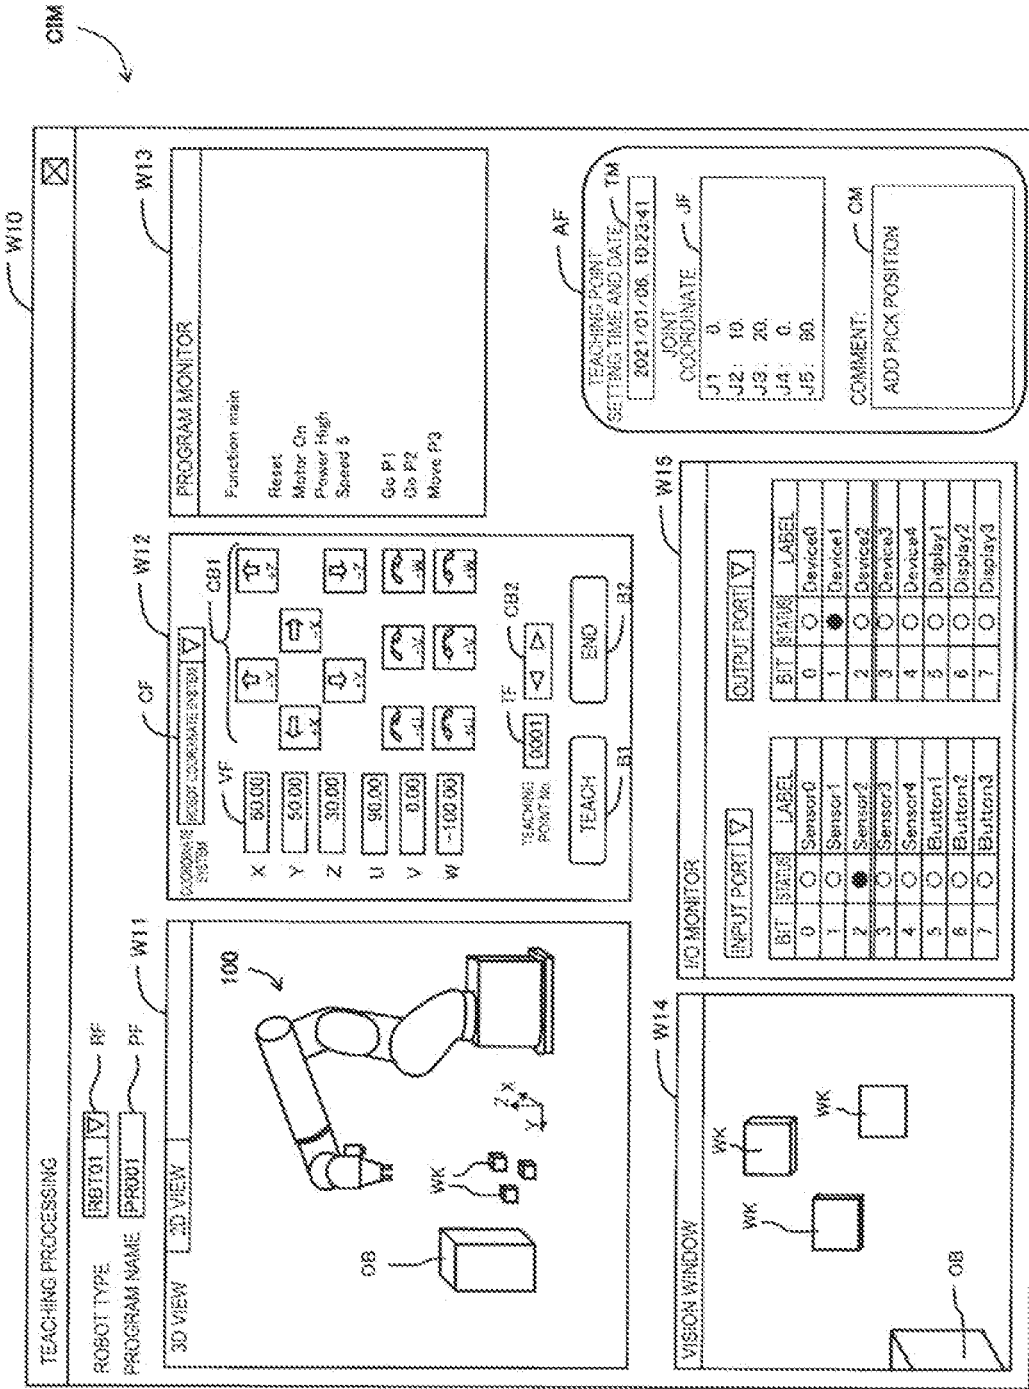 CIM
W10
TEACHING PROCESSING
ROBOT TYPE RBT01 RF
PROGRAM NAME PR001 PF
W11
3D VIEW 2D VIEW
100
OB
WK
Z
X
Y
W12
CF
COORDINATE SYSTEM
ROBOT COORDINATE SYSTEM
VF
CB1
X 50.00
Y 50.00
Z 30.00
U 90.00
V 0.00
W -100.00
+Y
+Z
-X
-Y
-Z
TEACHING POINT No.
0001
TF
CB2
TEACH
B1
END
B2
W13
PROGRAM MONITOR
Function main
Reset
Motor On
Power High
Speed 5
Go P1
Go P2
Move P3
W14
VISION WINDOW
WK
WK
WK
OB
W15
I/O MONITOR
INPUT PORT
BIT STATUS LABEL
0 Sensor0
1 Sensor1
2 Sensor2
3 Sensor3
4 Sensor4
5 Button1
6 Button2
7 Button3
OUTPUT PORT
BIT STATUS LABEL
0 Device0
1 Device1
2 Device2
3 Device3
4 Device4
5 Display1
6 Display2
7 Display3
AF
TEACHING POINT
SETTING TIME AND DATE TM
2021/01/06. 10:23:41
JOINT
COORDINATE JF
J1 0.
J2: 10.
J3: 20.
J4: 0.
COMMENT: CM
ADD PICK POSITION